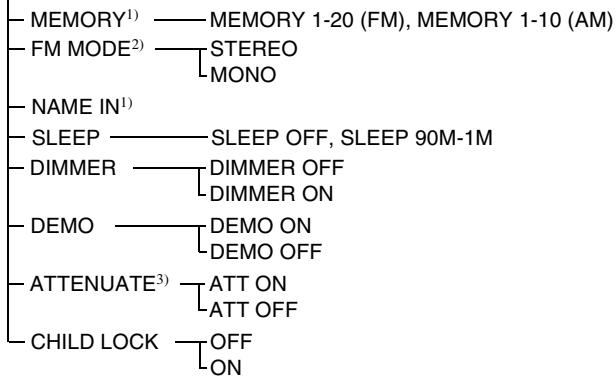 MEMORY1) MEMORY 1-20 (FM), MEMORY 1-10 (AM)
FM MODE2) STEREO
MONO
NAME IN1)
SLEEP SLEEP OFF, SLEEP 90M-1M
DIMMER DIMMER OFF
DIMMER ON
DEMO DEMO ON
DEMO OFF
ATTENUATE3) ATT ON
ATT OFF
CHILD LOCK OFF
ON